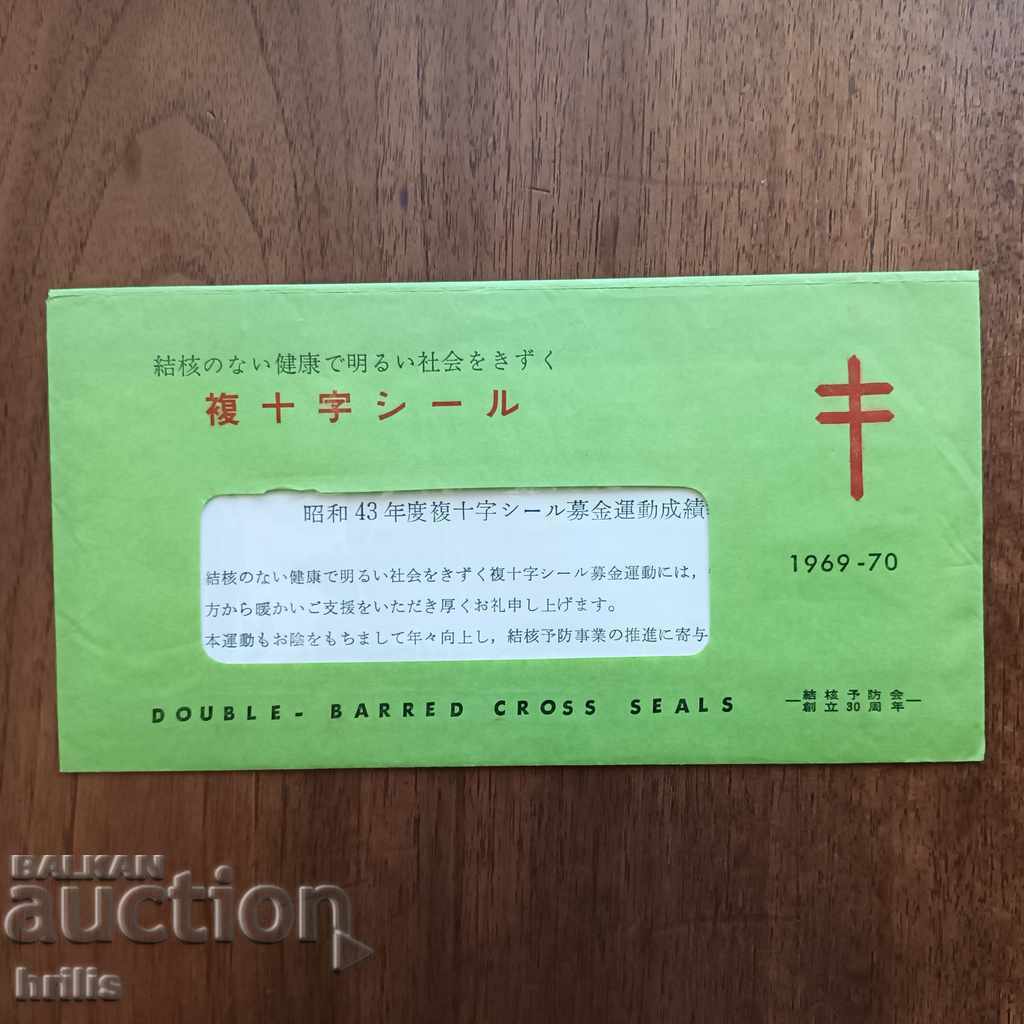 結核のない健康で明るい社会をきずく
複十字シール
昭和 43 年度複十字シール募金運動成績
結核のない健康で明るい社会をきずく複十字シール募金運動には，
方から暖かいご支援をいただき厚くお礼申し上げます。
本運動もお陰をもちまして年々向上し，結核予防事業の推進に寄与
1969 - 70
DOUBLE - BARRED CROSS SEALS
結核予防会
創立30周年
BALKAN
auction
hrilis